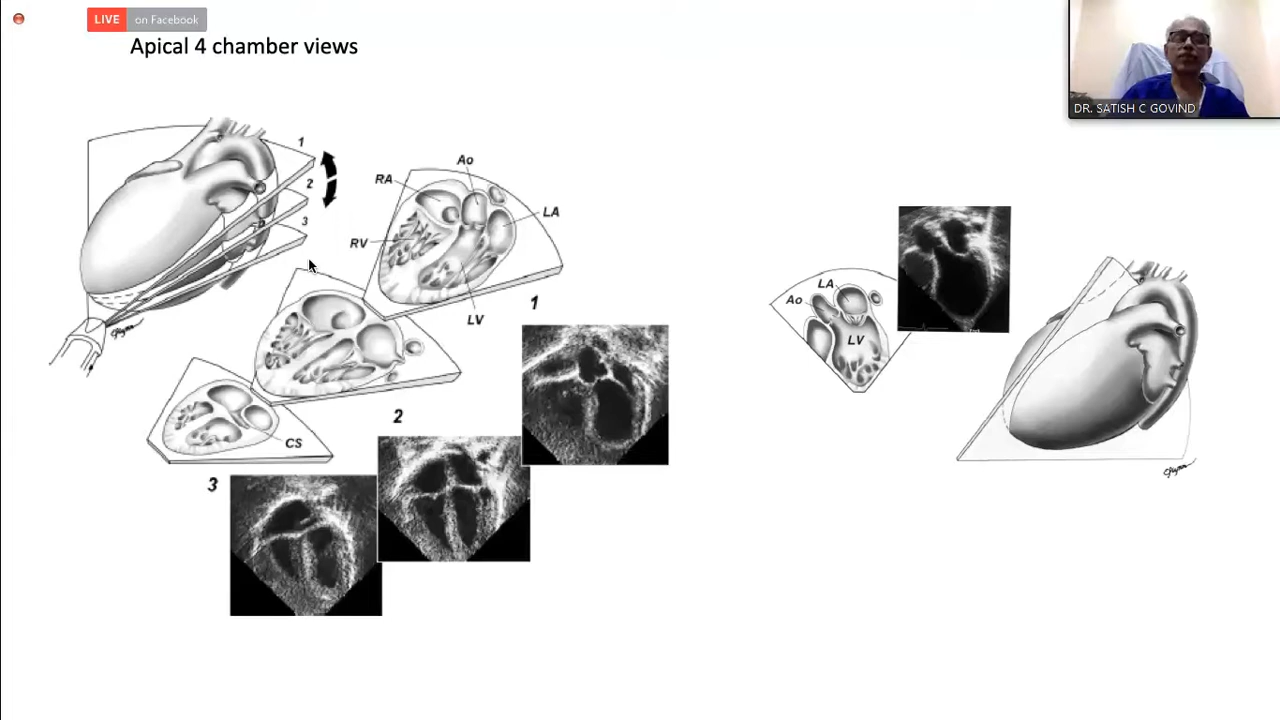 LIVE on Facebook
Apical 4 chamber views
DR. SATISH C GOVIND
1
2
3
Ao
RA
LA
RV
LV
1
2
CS
3
LA
Ao
LV